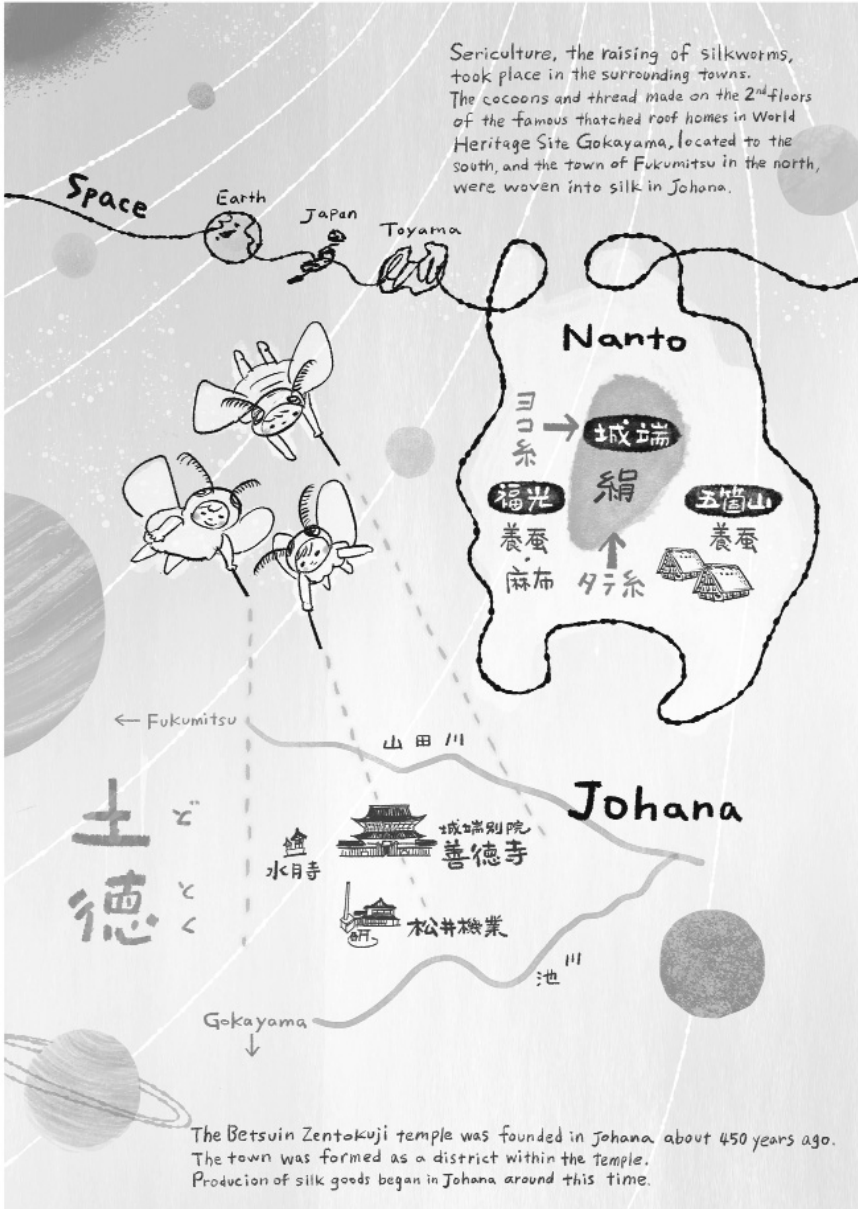 Sericulture, the raising of silkworms,
took place in the surrounding towns.
The cocoons and thread made on the 2nd floors
of the famous thatched roof homes in World
Heritage Site Gokayama, located to the
south, and the town of Fukumitsu in the north,
were woven into silk in Johana.
Space
Earth
Japan
Toyama
Nanto
ヨコ糸
城端
絹
福光
養蚕
・
麻布
タテ糸
五箇山
養蚕
← Fukumitsu
山田川
Johana
土徳
どとく
水月寺
城端別院
善徳寺
松井機業
池川
Gokayama
↓
The Betsuin Zentokuji temple was founded in Johana about 450 years ago.
The town was formed as a district within the temple.
Producion of silk goods began in Johana around this time.